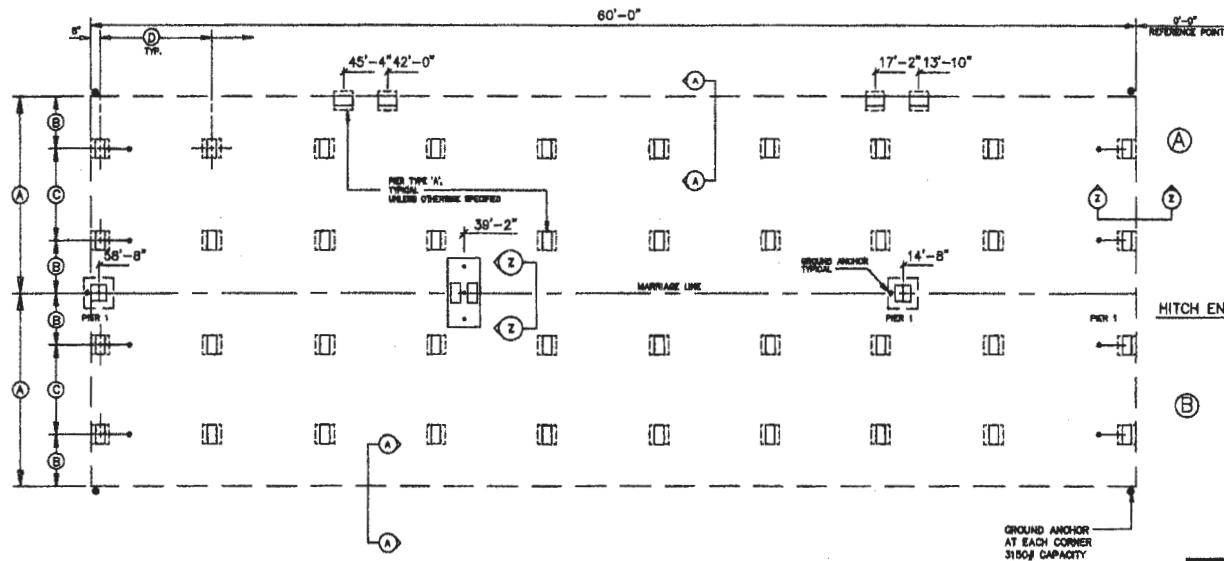 60'-0"
0'-0"
REFERENCE POINT
6"
D
TYP.
45'-4" 42'-0"
17'-2" 13'-10"
A
B
A
A
C
A
PIER TYPE 'A',
TYPICAL
UNLESS OTHERWISE SPECIFIED
A
Z
Z
B
58'-8"
39'-2"
Z
GROUND ANCHOR
TYPICAL
14'-8"
MARRIAGE LINE
HITCH EN
PIER 1
PIER 1
PIER 1
B
Z
A
C
B
A
B
A
GROUND ANCHOR
AT EACH CORNER
3150# CAPACITY